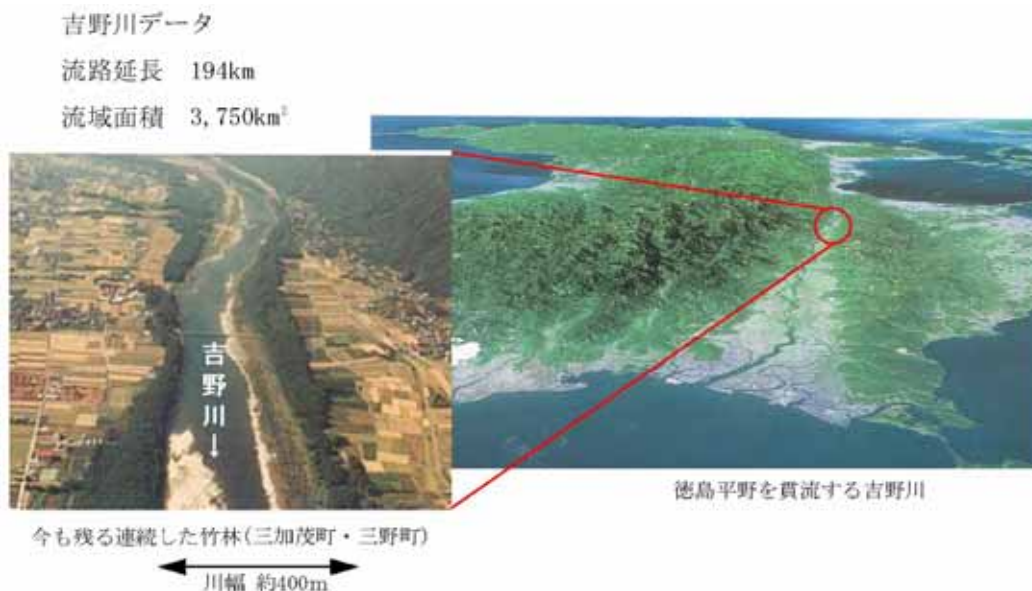 吉野川データ
流路延長 194km
流域面積 3,750km²
吉野川↓
徳島平野を貫流する吉野川
今も残る連続した竹林(三加茂町・三野町)
川幅 約400m